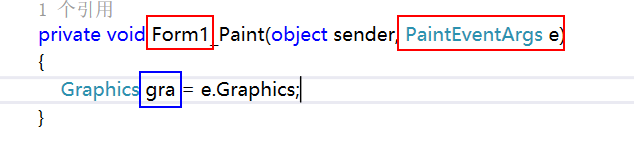 1 个引用
private void Form1_Paint(object sender, PaintEventArgs e)
{
Graphics gra = e.Graphics;
}